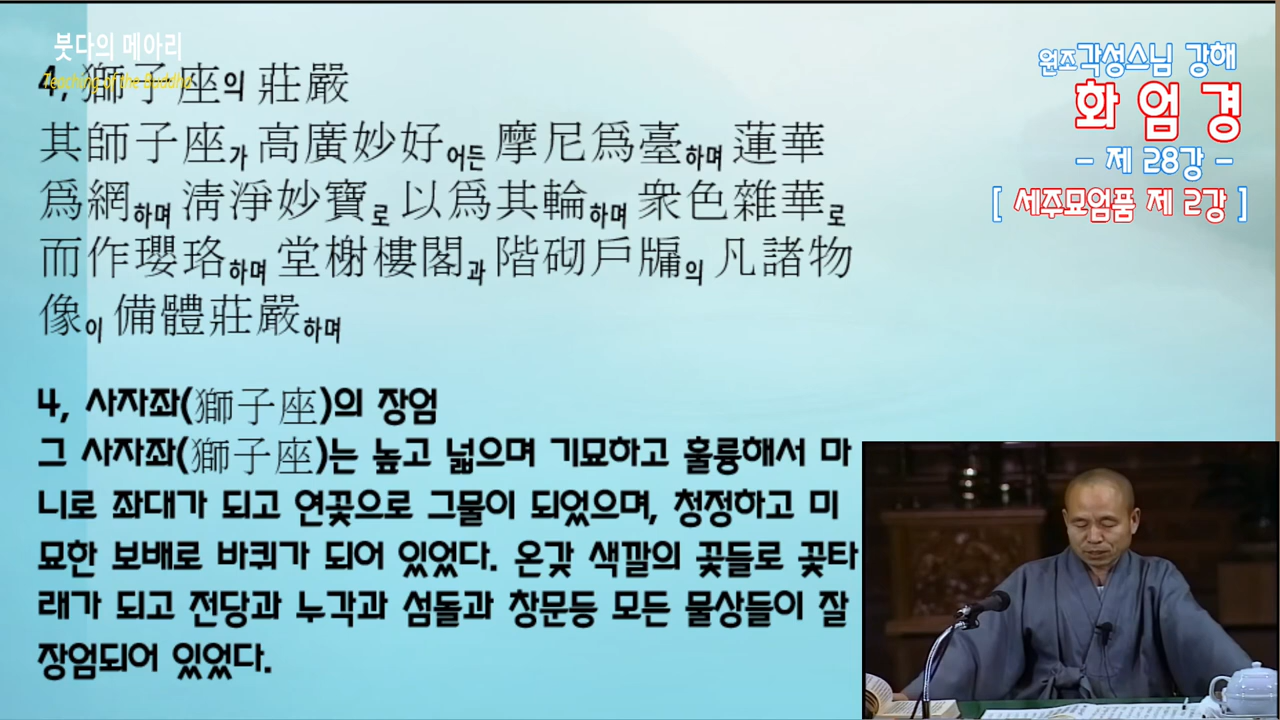 붓다의 메아리
Teaching of the Buddha
4, 獅子座의 莊嚴
其師子座가 高廣妙好어든 摩尼爲臺하며 蓮華
爲網하며 淸淨妙寶로 以爲其輪하며 衆色雜華로
而作瓔珞하며 堂榭樓閣과 階砌戶牖의 凡諸物
像이 備體莊嚴하며
4, 사자좌(獅子座)의 장엄
그 사자좌(獅子座)는 높고 넓으며 기묘하고 훌륭해서 마
니로 좌대가 되고 연꽃으로 그물이 되었으며, 청정하고 미
묘한 보배로 바퀴가 되어 있었다. 온갖 색깔의 꽃들로 꽃타
래가 되고 전당과 누각과 섬돌과 창문등 모든 물상들이 잘
장엄되어 있었다.
원조각성스님 강해
화엄경
- 제 28강 -
[ 세주묘엄품 제 2강 ]